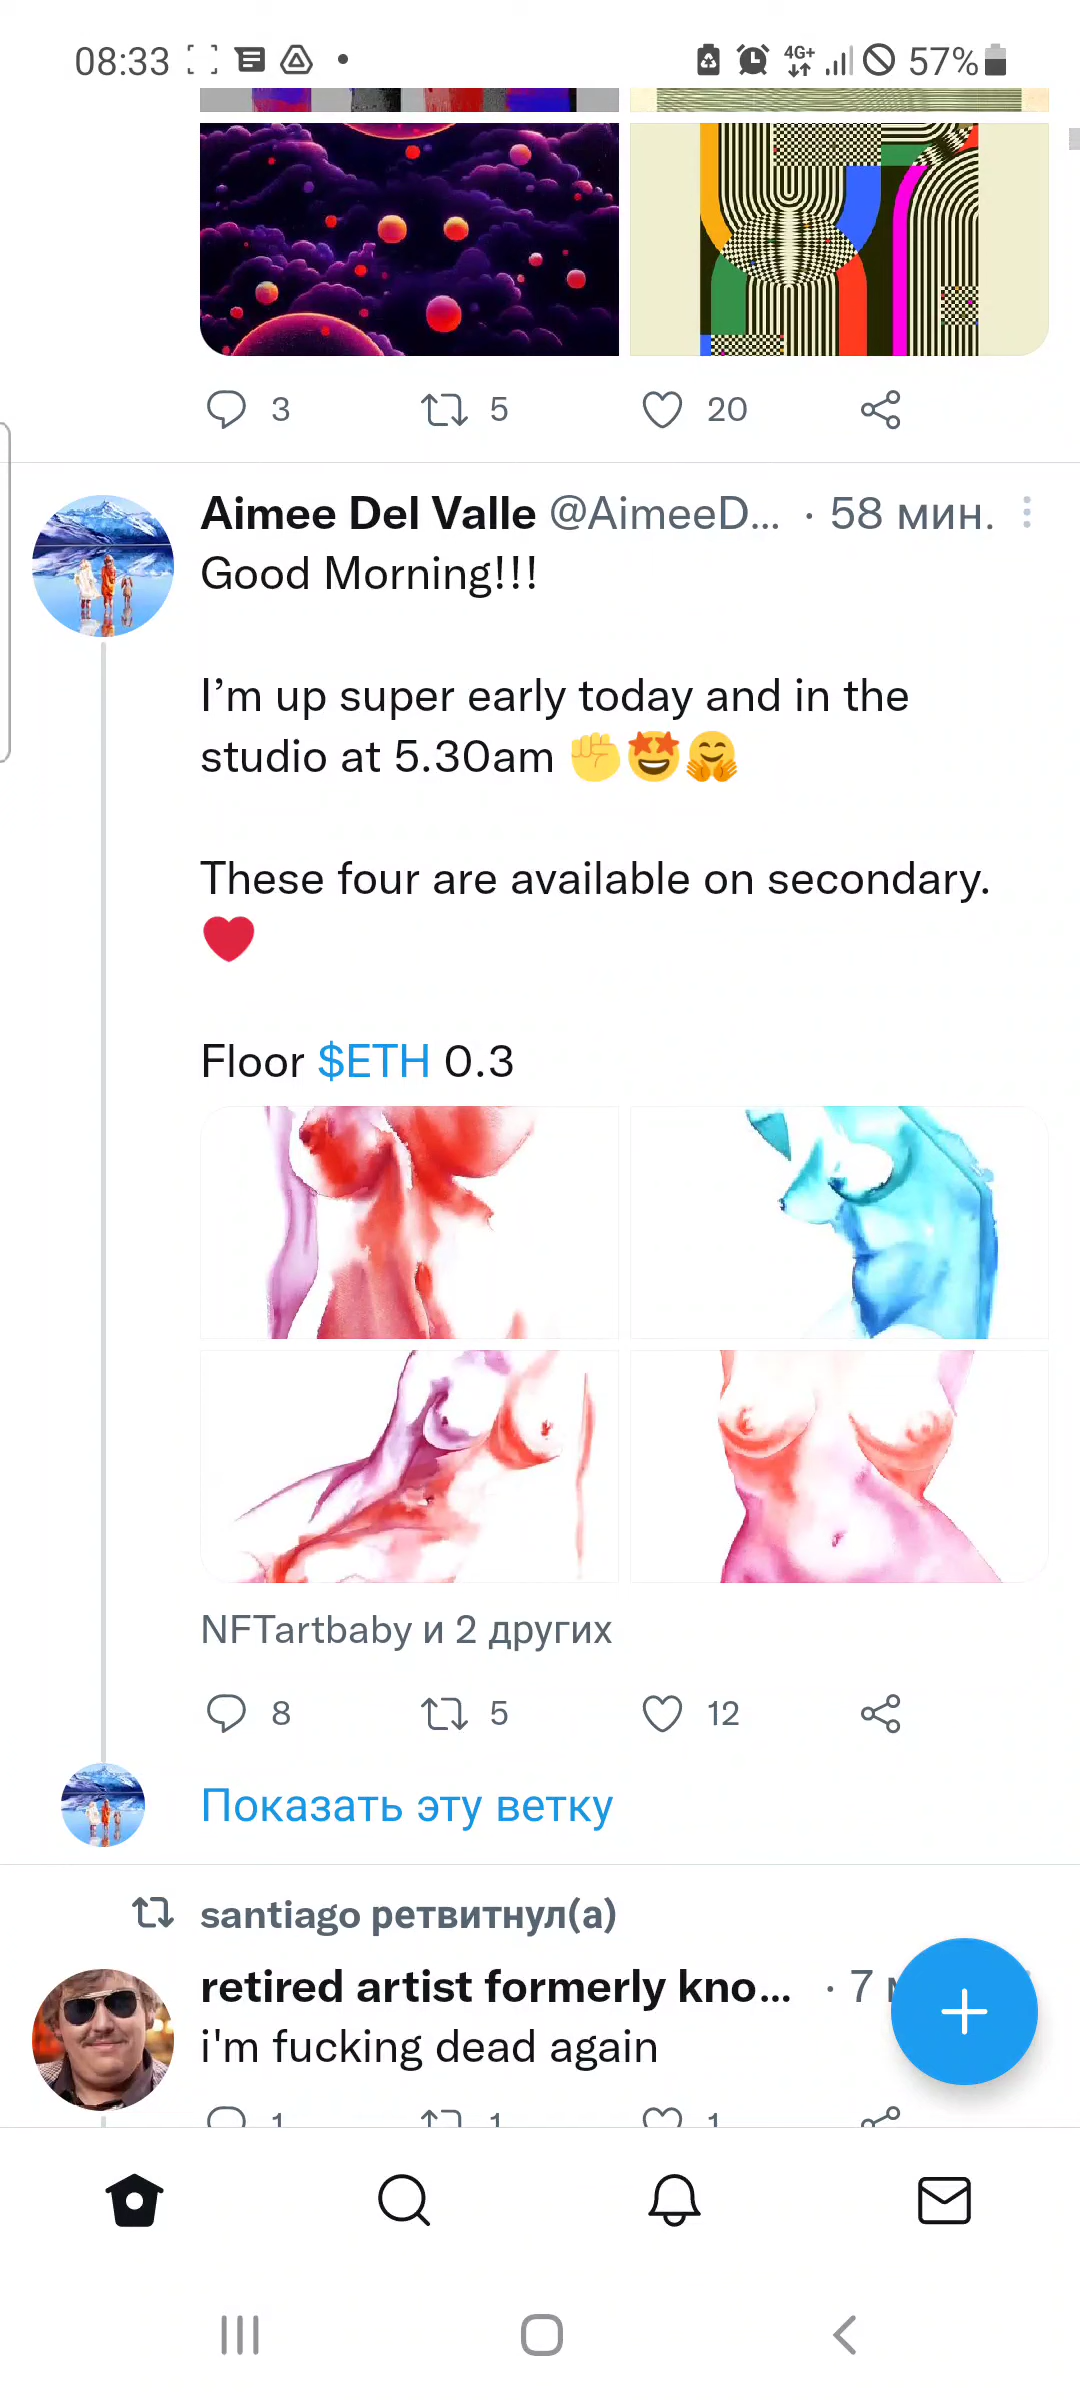 08:33 4G+ 57%
3 5 20
Aimee Del Valle @AimeeD... · 58 мин.
Good Morning!!!
I’m up super early today and in the
studio at 5.30am ✊🤩🤗
These four are available on secondary.
❤️
Floor $ETH 0.3
NFTartbaby и 2 других
8 5 12
Показать эту ветку
santiago ретвитнул(а)
retired artist formerly kno... · 7
i'm fucking dead again
1 1 1